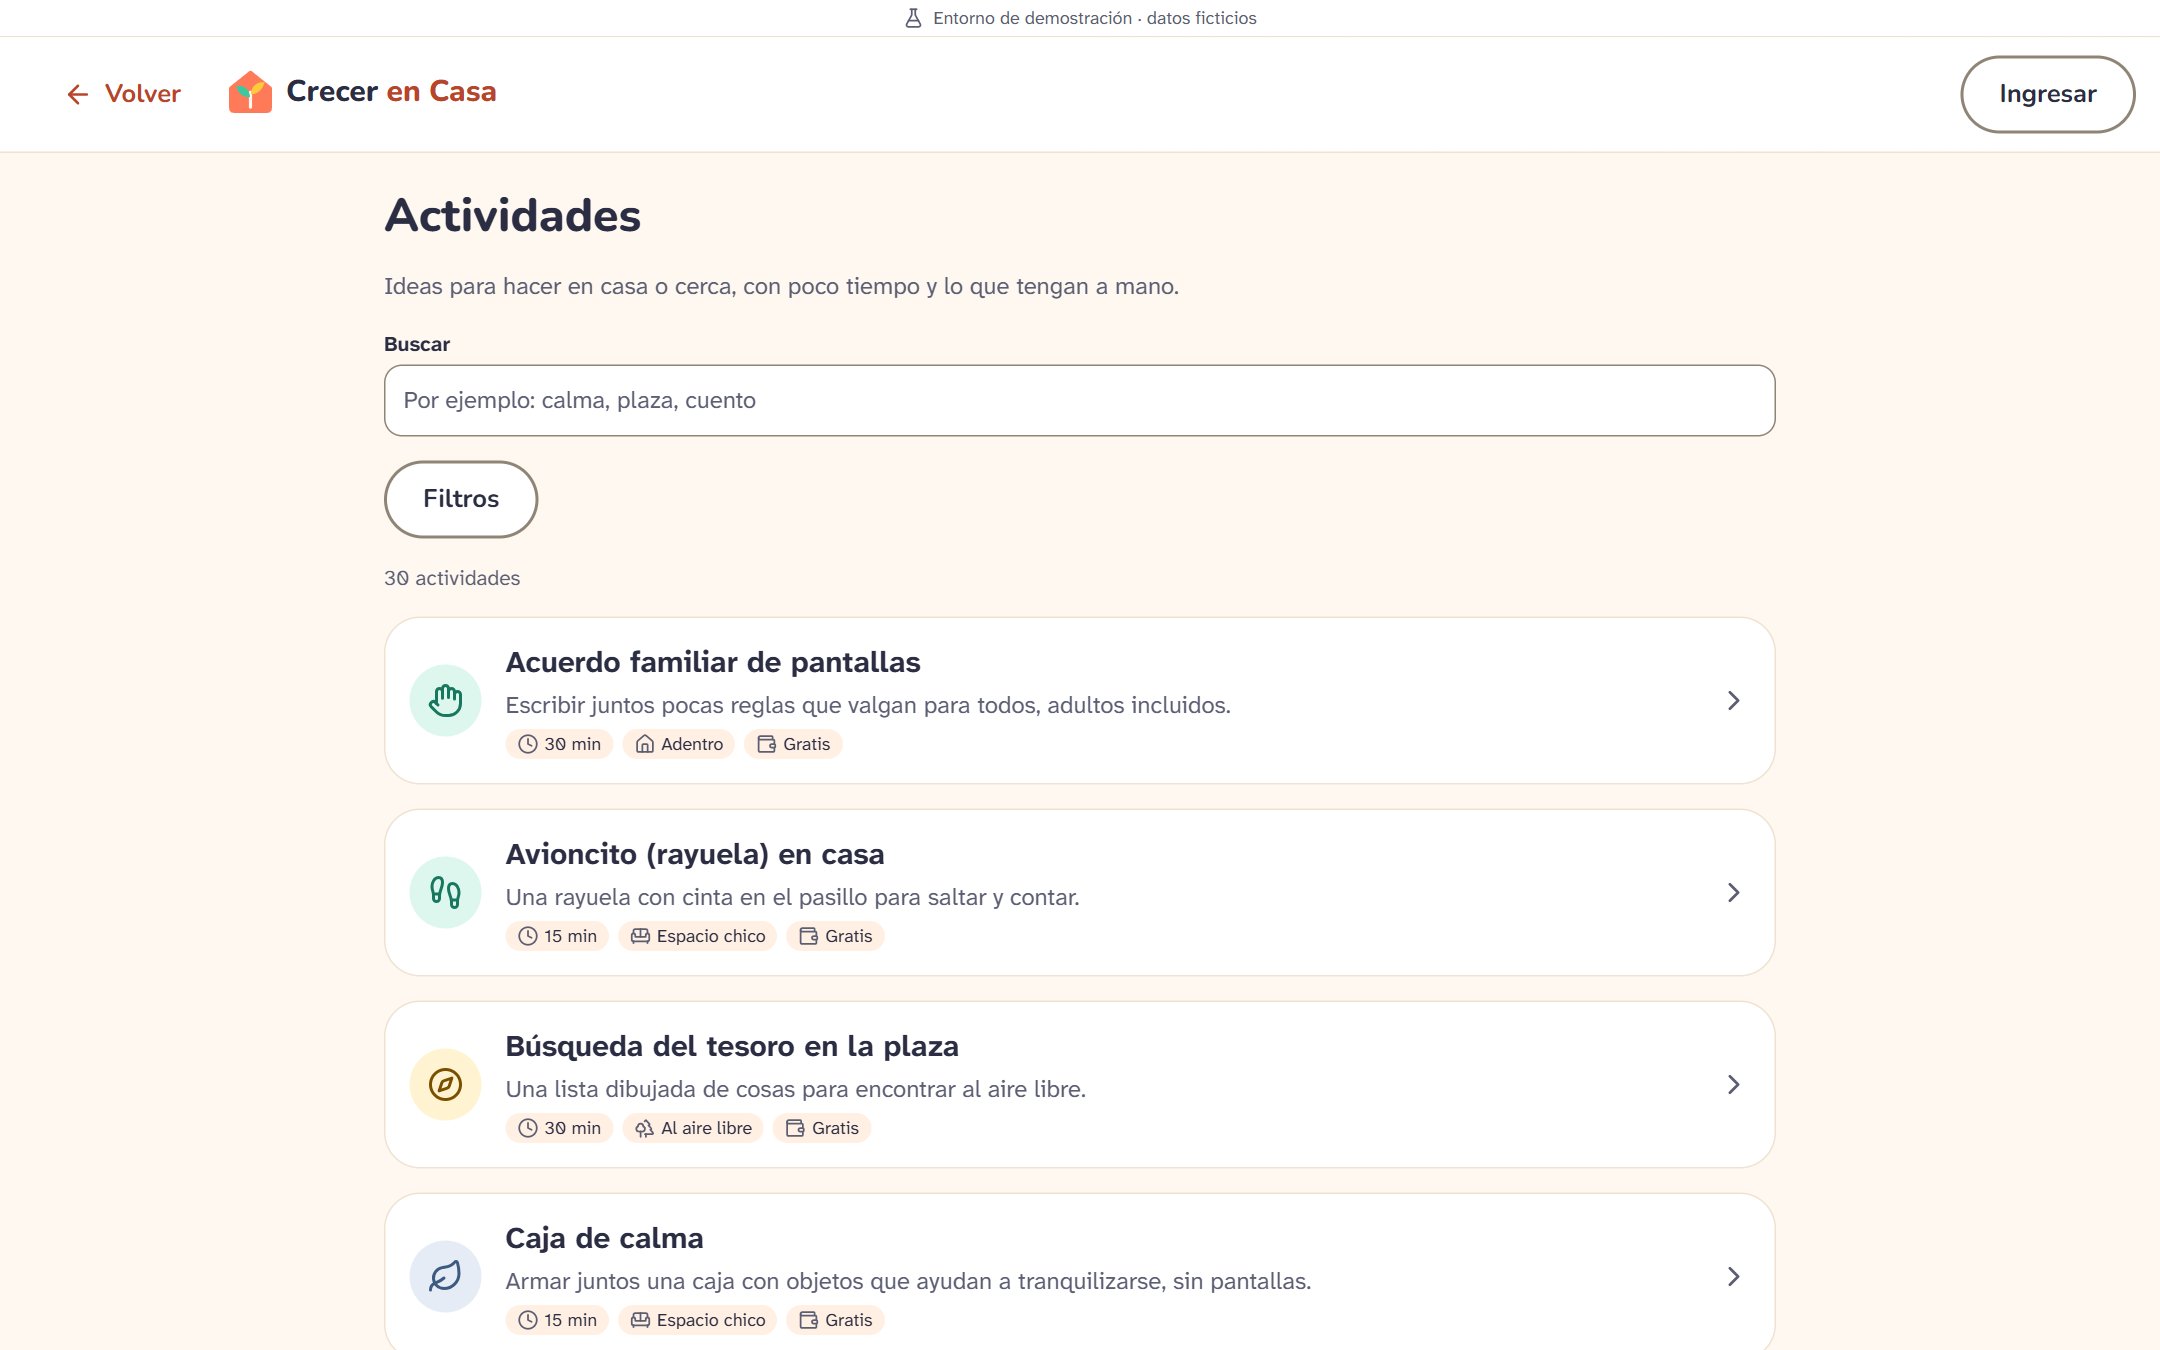 Entorno de demostración · datos ficticios
Volver
Crecer en Casa
Ingresar
Actividades
Ideas para hacer en casa o cerca, con poco tiempo y lo que tengan a mano.
Buscar
Por ejemplo: calma, plaza, cuento
Filtros
30 actividades
Acuerdo familiar de pantallas
Escribir juntos pocas reglas que valgan para todos, adultos incluidos.
30 min Adentro Gratis
Avioncito (rayuela) en casa
Una rayuela con cinta en el pasillo para saltar y contar.
15 min Espacio chico Gratis
Búsqueda del tesoro en la plaza
Una lista dibujada de cosas para encontrar al aire libre.
30 min Al aire libre Gratis
Caja de calma
Armar juntos una caja con objetos que ayudan a tranquilizarse, sin pantallas.
15 min Espacio chico Gratis